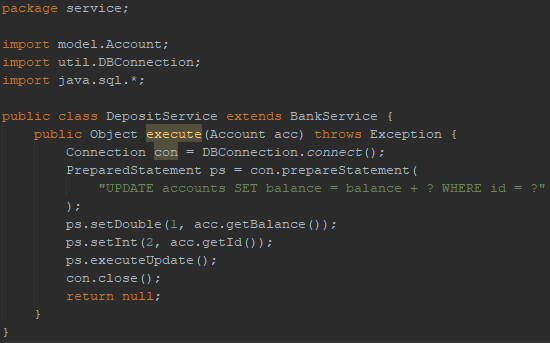 package service;
import model.Account;
import util.DBConnection;
import java.sql.*;
public class DepositService extends BankService {
    public Object execute(Account acc) throws Exception {
        Connection con = DBConnection.connect();
        PreparedStatement ps = con.prepareStatement(
            "UPDATE accounts SET balance = balance + ? WHERE id = ?"
        );
        ps.setDouble(1, acc.getBalance());
        ps.setInt(2, acc.getId());
        ps.executeUpdate();
        con.close();
        return null;
    }
}